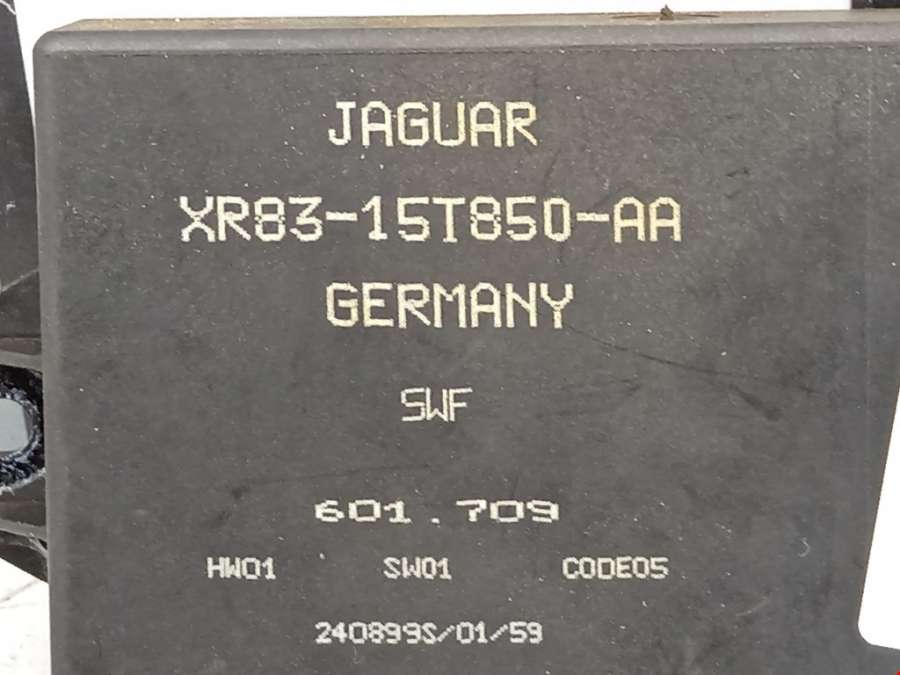 JAGUAR
XR83-15T850-AA
GERMANY
SWF
601.709
HW01 SW01 CODE05
240899S/01/59